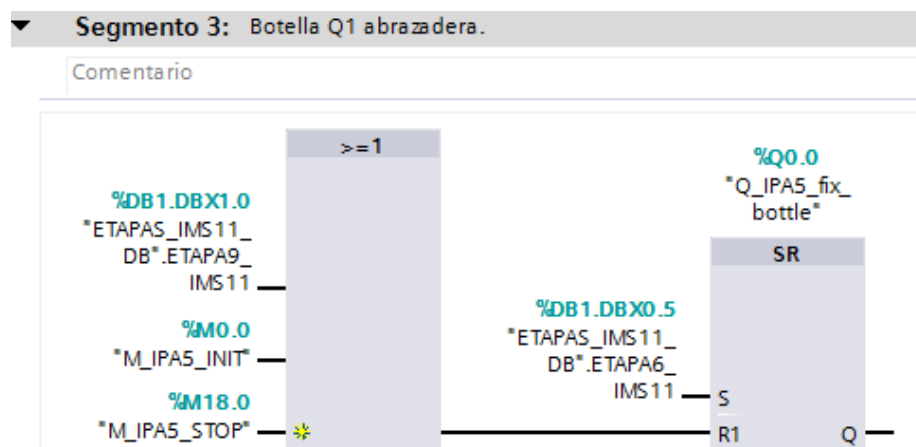 Segmento 3: Botella Q1 abrazadera.
Comentario
>=1
%DB1.DBX1.0
"ETAPAS_IMS11_
DB".ETAPA9_
IMS11
%M0.0
"M_IPA5_INIT"
%M18.0
"M_IPA5_STOP"
%DB1.DBX0.5
"ETAPAS_IMS11_
DB".ETAPA6_
IMS11
%Q0.0
"Q_IPA5_fix_
bottle"
SR
S
R1 Q